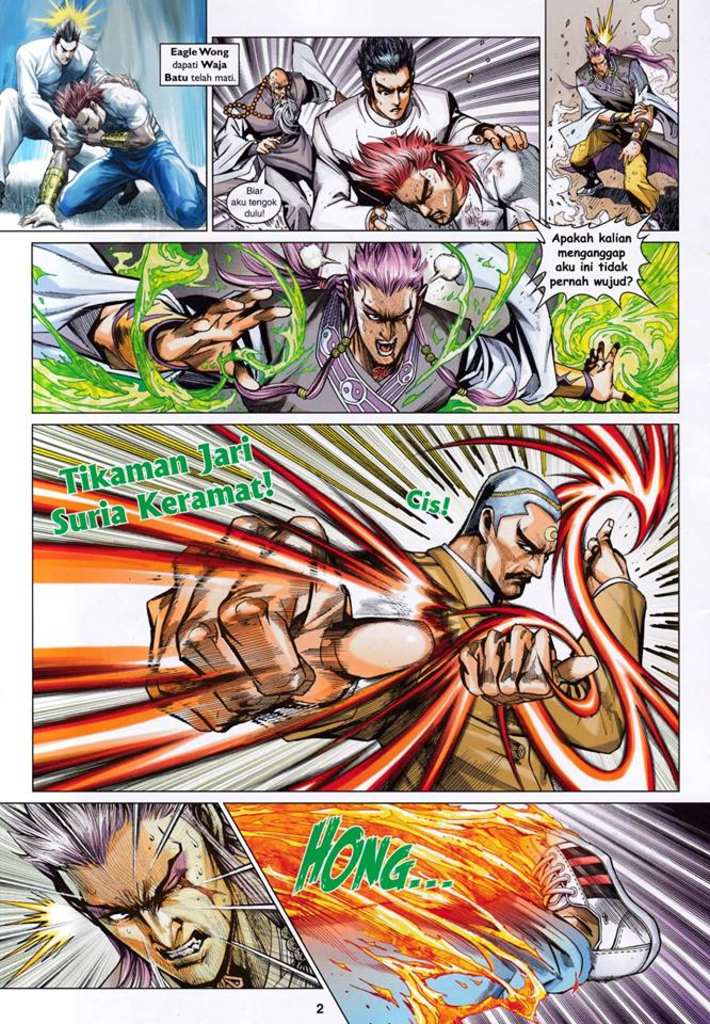 Eagle Wong
dapati Waja
Batu telah mati.
Biar
aku tengok
dulu!
Apakah kalian
menganggap
aku ini tidak
pernah wujud?
Tikaman Jari
Suria Keramat!
Cis!
HONG...
2